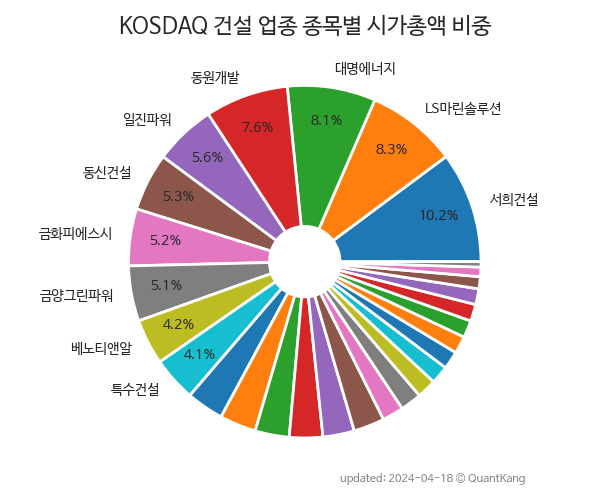 KOSDAQ 건설 업종 종목별 시가총액 비중
대명에너지
동원개발
LS마린솔루션
8.1%
7.6%
일진파워
8.3%
5.6%
동신건설
5.3%
서희건설
10.2%
금화피에스시
5.2%
5.1%
금양그린파워
4.2%
베노티앤알
4.1%
특수건설
updated: 2024-04-18 © QuantKang